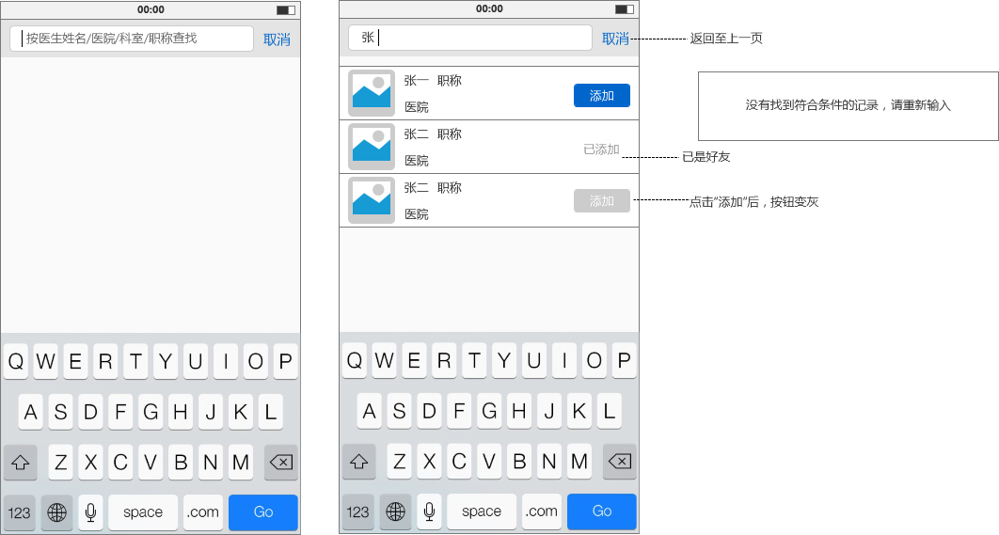 00:00
按医生姓名/医院/科室/职称查找 取消
Q W E R T Y U I O P
A S D F G H J K L
Z X C V B N M
123 space .com Go
00:00
张 取消
返回至上一页
张一 职称
医院
添加
张二 职称
医院
已添加
已是好友
张二 职称
医院
添加
点击“添加”后，按钮变灰
Q W E R T Y U I O P
A S D F G H J K L
Z X C V B N M
123 space .com Go
没有找到符合条件的记录，请重新输入